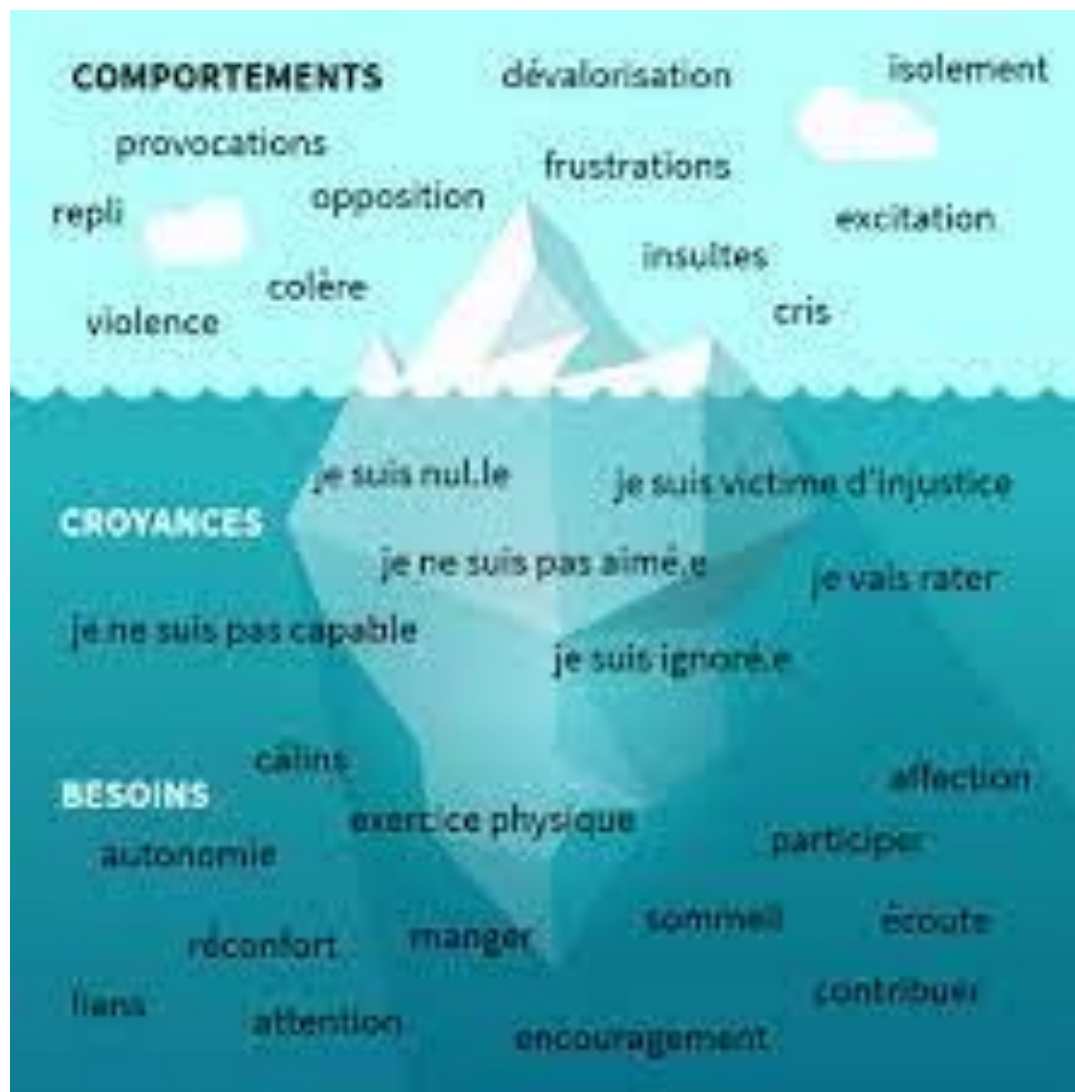 COMPORTEMENTS
dévalorisation
isolement
provocations
frustrations
opposition
repli
excitation
insultes
colère
cris
violence
je suis nul.le
je suis victime d'injustice
CROYANCES
je ne suis pas aimé.e
je vais rater
je ne suis pas capable
je suis ignoré.e
câlins
affection
BESOINS
exercice physique
participer
autonomie
sommeil
écoute
réconfort
manger
contribuer
liens
attention
encouragement